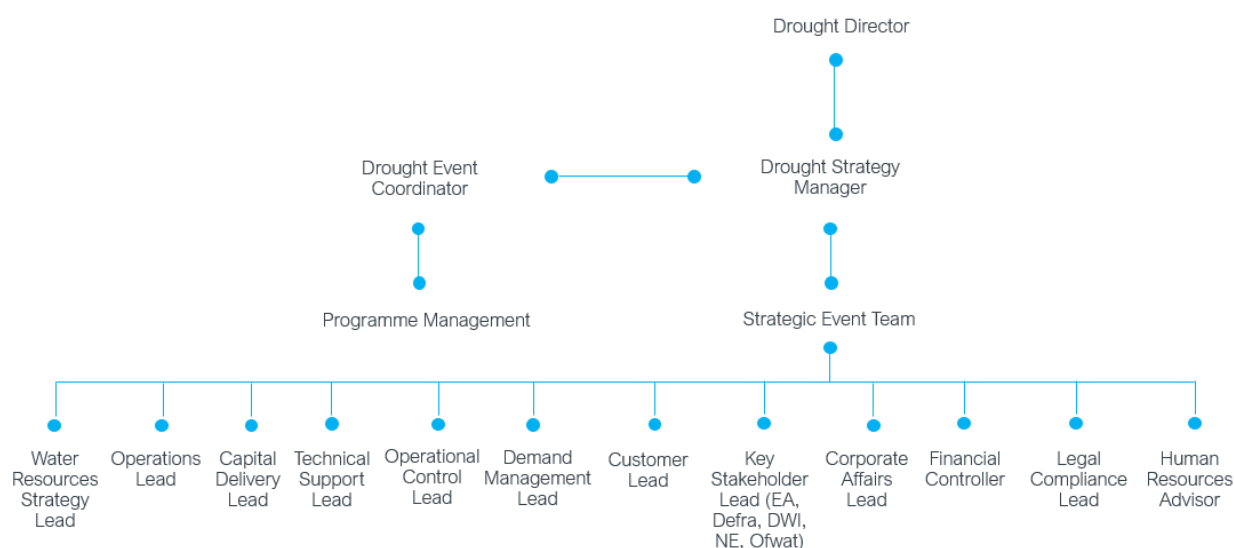 Drought Director
Drought Event
Coordinator
Drought Strategy
Manager
Programme Management
Strategic Event Team
Water
Resources
Strategy
Lead
Operations
Lead
Capital
Delivery
Lead
Technical
Support
Lead
Operational
Control
Lead
Demand
Management
Lead
Customer
Lead
Key
Stakeholder
Lead (EA,
Defra, DWI,
NE, Ofwat)
Corporate
Affairs
Lead
Financial
Controller
Legal
Compliance
Lead
Human
Resources
Advisor